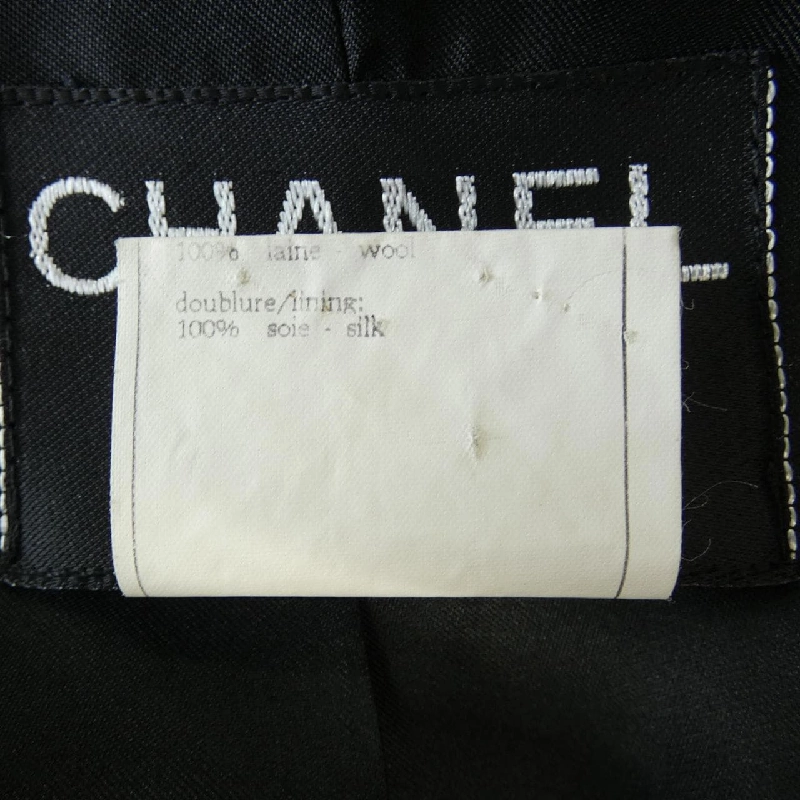 CHANEL
100% laine - wool
doublure/lining:
100% soie - silk